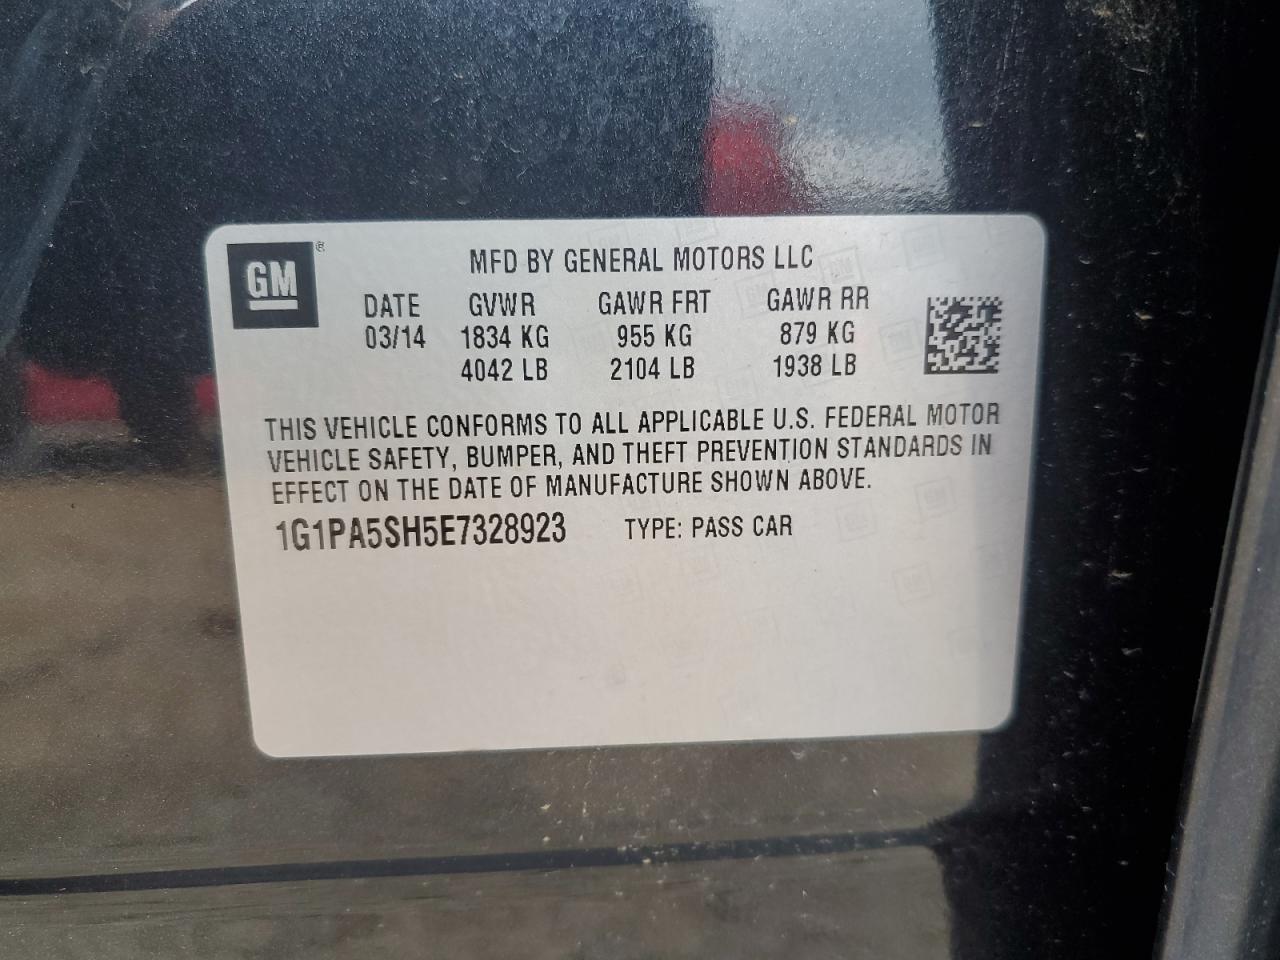 GM ®
MFD BY GENERAL MOTORS LLC
DATE GVWR GAWR FRT GAWR RR
03/14 1834 KG 955 KG 879 KG
4042 LB 2104 LB 1938 LB
THIS VEHICLE CONFORMS TO ALL APPLICABLE U.S. FEDERAL MOTOR
VEHICLE SAFETY, BUMPER, AND THEFT PREVENTION STANDARDS IN
EFFECT ON THE DATE OF MANUFACTURE SHOWN ABOVE.
1G1PA5SH5E7328923 TYPE: PASS CAR